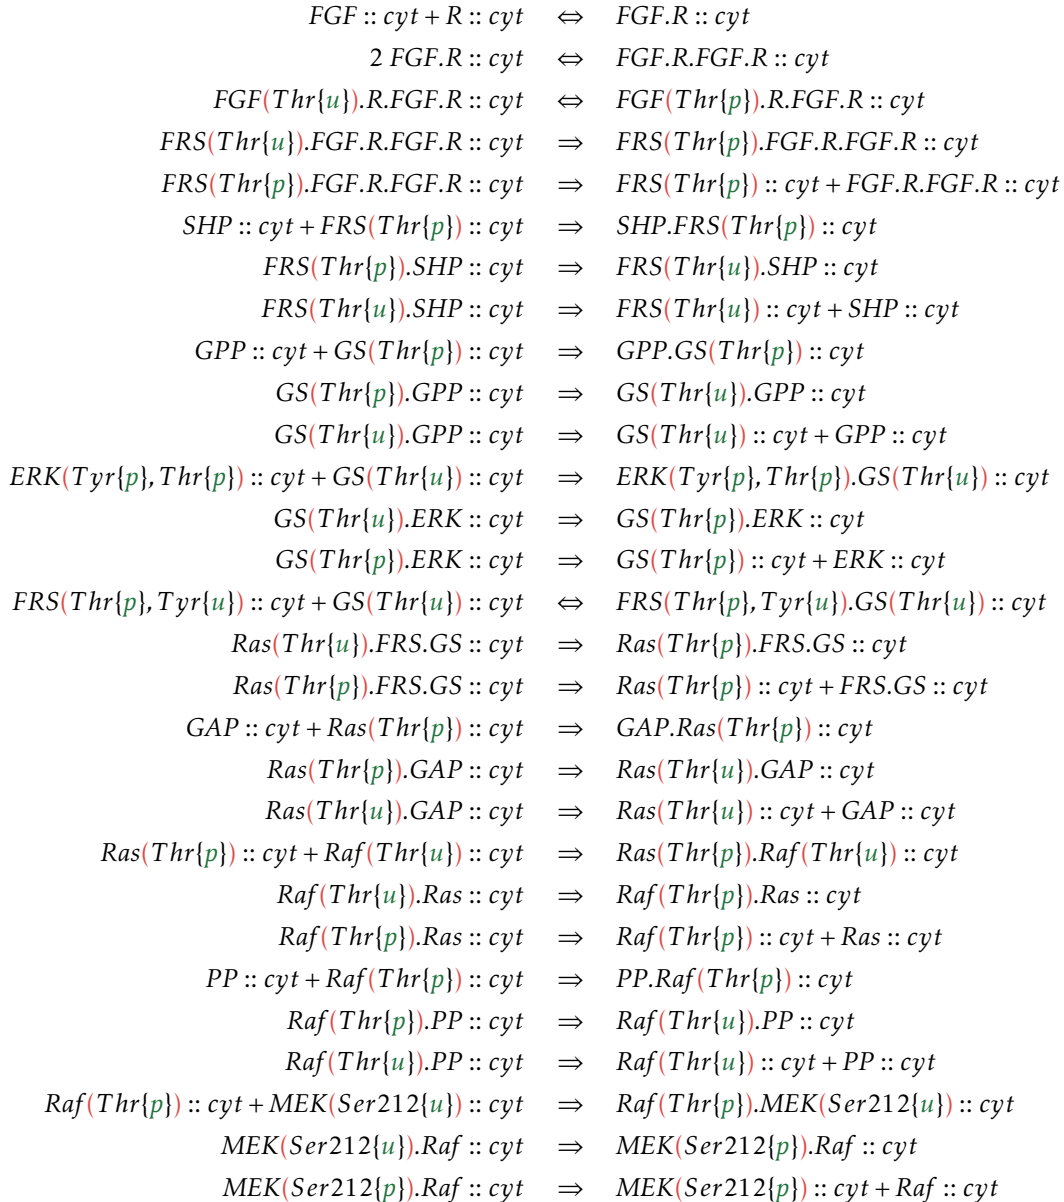 FGF :: cyt + R :: cyt ⇔ FGF.R :: cyt
2 FGF.R :: cyt ⇔ FGF.R.FGF.R :: cyt
FGF(Thr{u}).R.FGF.R :: cyt ⇔ FGF(Thr{p}).R.FGF.R :: cyt
FRS(Thr{u}).FGF.R.FGF.R :: cyt ⇒ FRS(Thr{p}).FGF.R.FGF.R :: cyt
FRS(Thr{p}).FGF.R.FGF.R :: cyt ⇒ FRS(Thr{p}) :: cyt + FGF.R.FGF.R :: cyt
SHP :: cyt + FRS(Thr{p}) :: cyt ⇒ SHP.FRS(Thr{p}) :: cyt
FRS(Thr{p}).SHP :: cyt ⇒ FRS(Thr{u}).SHP :: cyt
FRS(Thr{u}).SHP :: cyt ⇒ FRS(Thr{u}) :: cyt + SHP :: cyt
GPP :: cyt + GS(Thr{p}) :: cyt ⇒ GPP.GS(Thr{p}) :: cyt
GS(Thr{p}).GPP :: cyt ⇒ GS(Thr{u}).GPP :: cyt
GS(Thr{u}).GPP :: cyt ⇒ GS(Thr{u}) :: cyt + GPP :: cyt
ERK(Tyr{p}, Thr{p}) :: cyt + GS(Thr{u}) :: cyt ⇒ ERK(Tyr{p}, Thr{p}).GS(Thr{u}) :: cyt
GS(Thr{u}).ERK :: cyt ⇒ GS(Thr{p}).ERK :: cyt
GS(Thr{p}).ERK :: cyt ⇒ GS(Thr{p}) :: cyt + ERK :: cyt
FRS(Thr{p}, Tyr{u}) :: cyt + GS(Thr{u}) :: cyt ⇔ FRS(Thr{p}, Tyr{u}).GS(Thr{u}) :: cyt
Ras(Thr{u}).FRS.GS :: cyt ⇒ Ras(Thr{p}).FRS.GS :: cyt
Ras(Thr{p}).FRS.GS :: cyt ⇒ Ras(Thr{p}) :: cyt + FRS.GS :: cyt
GAP :: cyt + Ras(Thr{p}) :: cyt ⇒ GAP.Ras(Thr{p}) :: cyt
Ras(Thr{p}).GAP :: cyt ⇒ Ras(Thr{u}).GAP :: cyt
Ras(Thr{u}).GAP :: cyt ⇒ Ras(Thr{u}) :: cyt + GAP :: cyt
Ras(Thr{p}) :: cyt + Raf(Thr{u}) :: cyt ⇒ Ras(Thr{p}).Raf(Thr{u}) :: cyt
Raf(Thr{u}).Ras :: cyt ⇒ Raf(Thr{p}).Ras :: cyt
Raf(Thr{p}).Ras :: cyt ⇒ Raf(Thr{p}) :: cyt + Ras :: cyt
PP :: cyt + Raf(Thr{p}) :: cyt ⇒ PP.Raf(Thr{p}) :: cyt
Raf(Thr{p}).PP :: cyt ⇒ Raf(Thr{u}).PP :: cyt
Raf(Thr{u}).PP :: cyt ⇒ Raf(Thr{u}) :: cyt + PP :: cyt
Raf(Thr{p}) :: cyt + MEK(Ser212{u}) :: cyt ⇒ Raf(Thr{p}).MEK(Ser212{u}) :: cyt
MEK(Ser212{u}).Raf :: cyt ⇒ MEK(Ser212{p}).Raf :: cyt
MEK(Ser212{p}).Raf :: cyt ⇒ MEK(Ser212{p}) :: cyt + Raf :: cyt